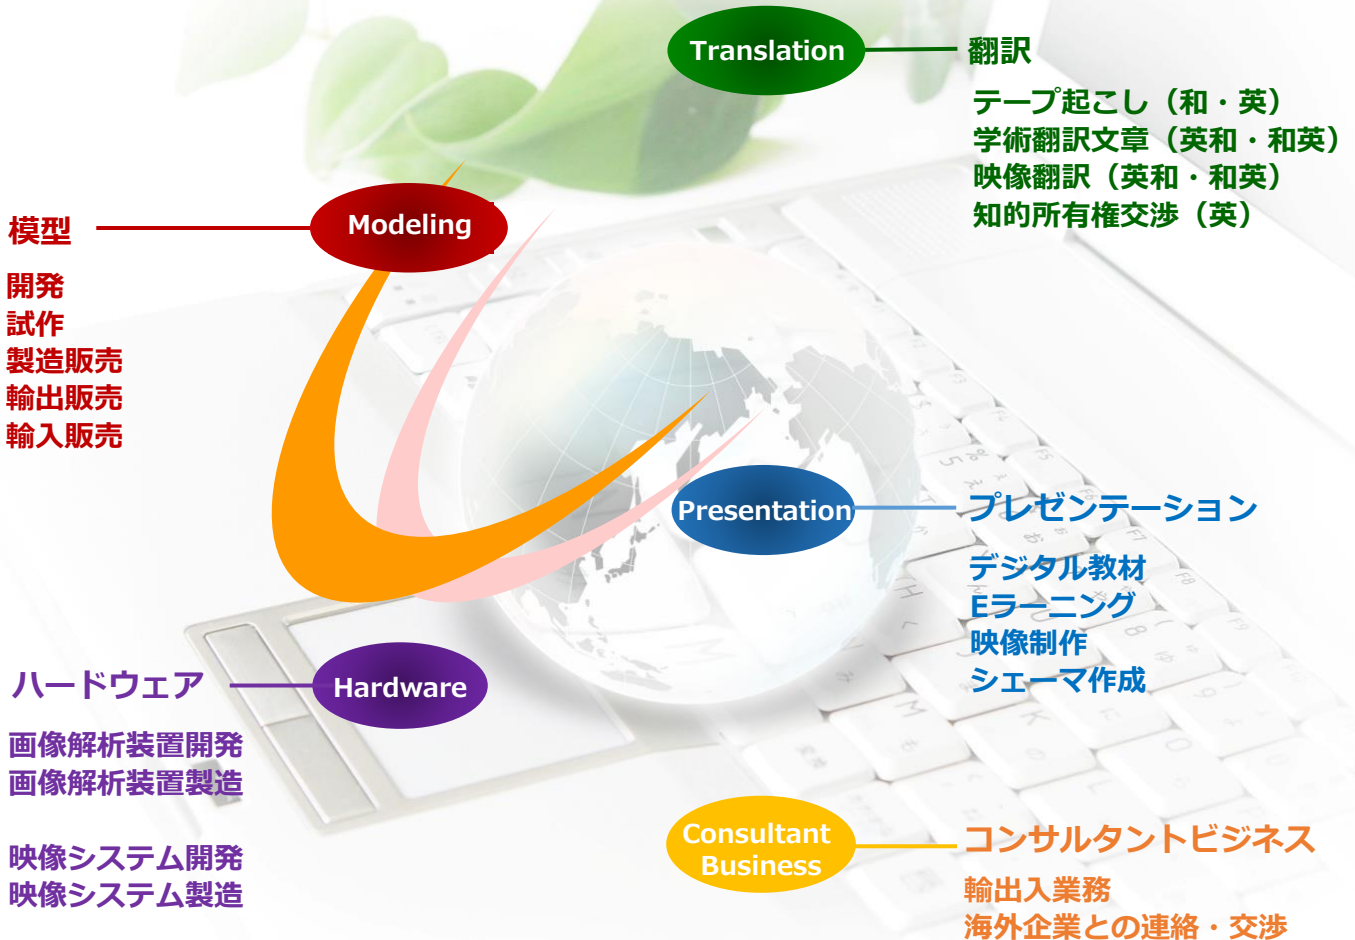 Translation
翻訳
テープ起こし（和・英）
学術翻訳文章（英和・和英）
映像翻訳（英和・和英）
知的所有権交渉（英）
Modeling
模型
開発
試作
製造販売
輸出販売
輸入販売
Presentation
プレゼンテーション
デジタル教材
Eラーニング
映像制作
シェーマ作成
Hardware
ハードウェア
画像解析装置開発
画像解析装置製造
映像システム開発
映像システム製造
Consultant
Business
コンサルタントビジネス
輸出入業務
海外企業との連絡・交渉